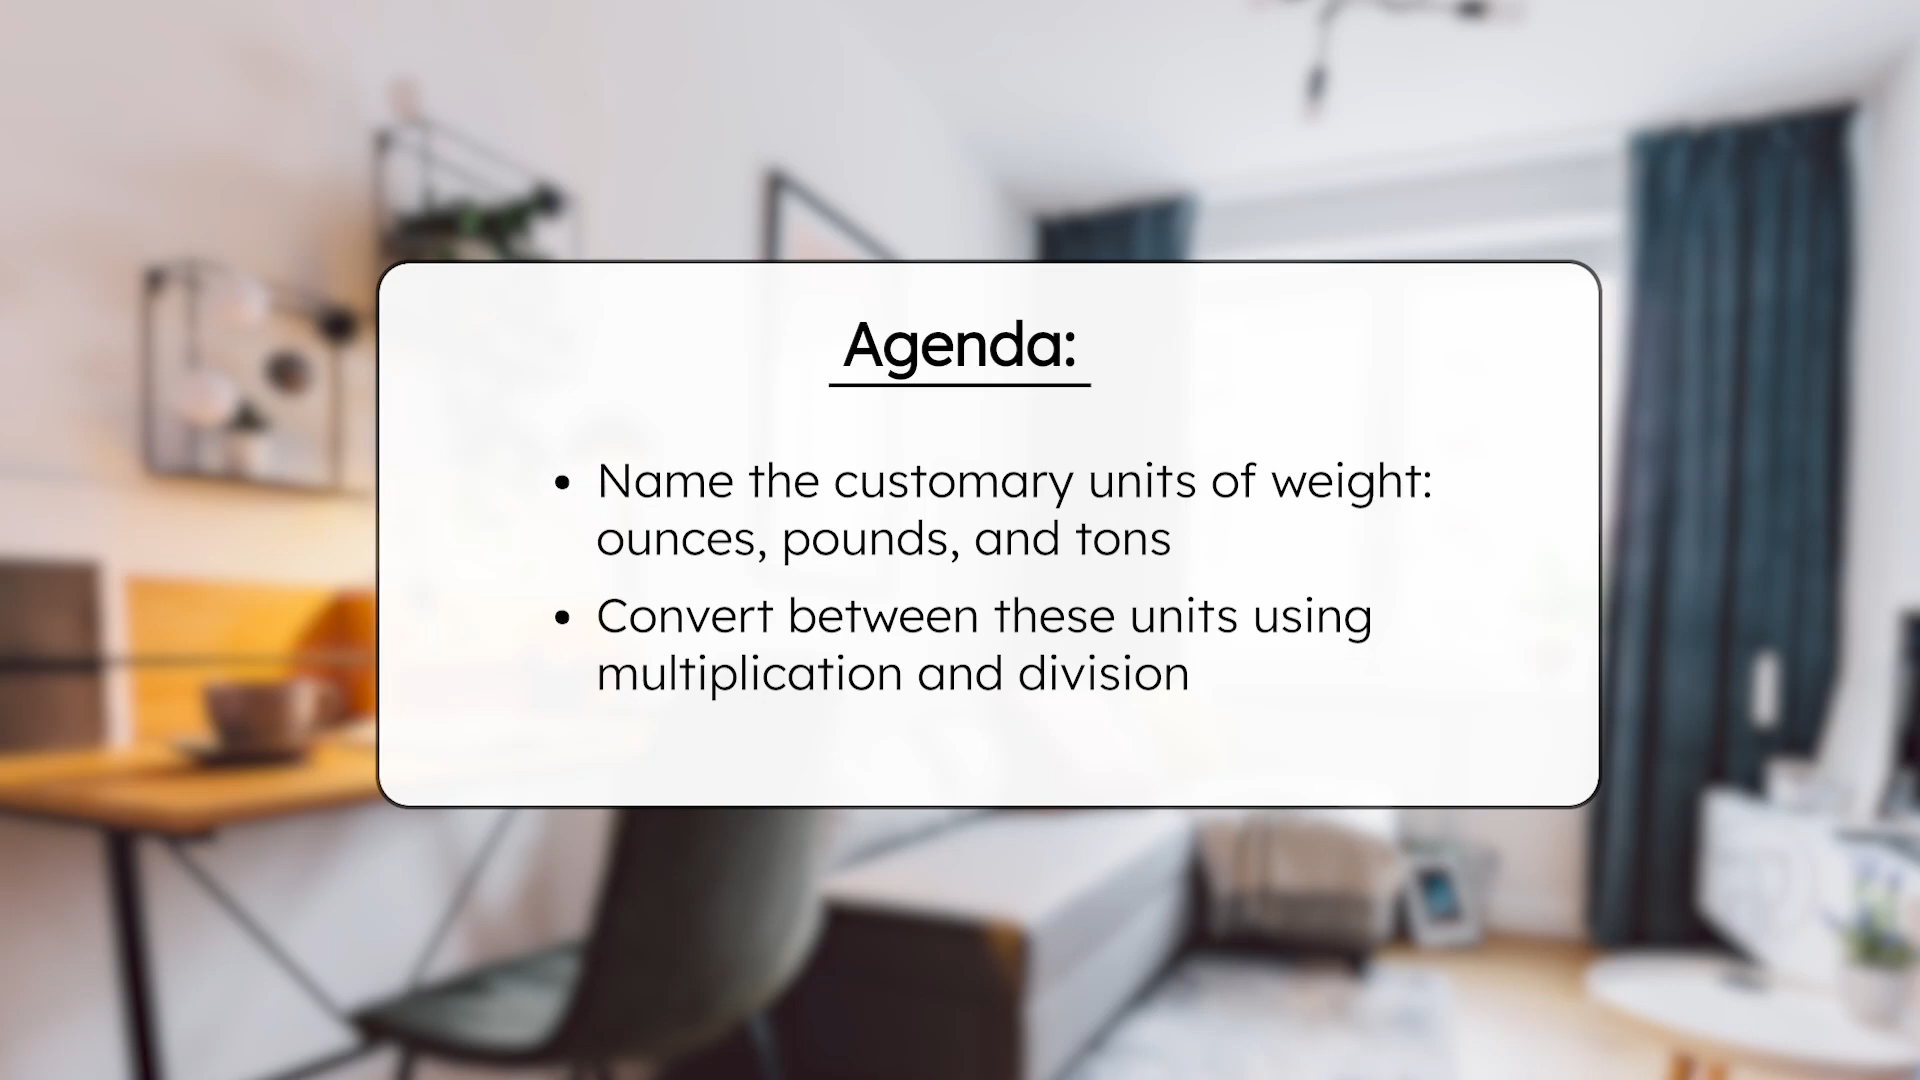 Agenda:
• Name the customary units of weight:
ounces, pounds, and tons
• Convert between these units using
multiplication and division